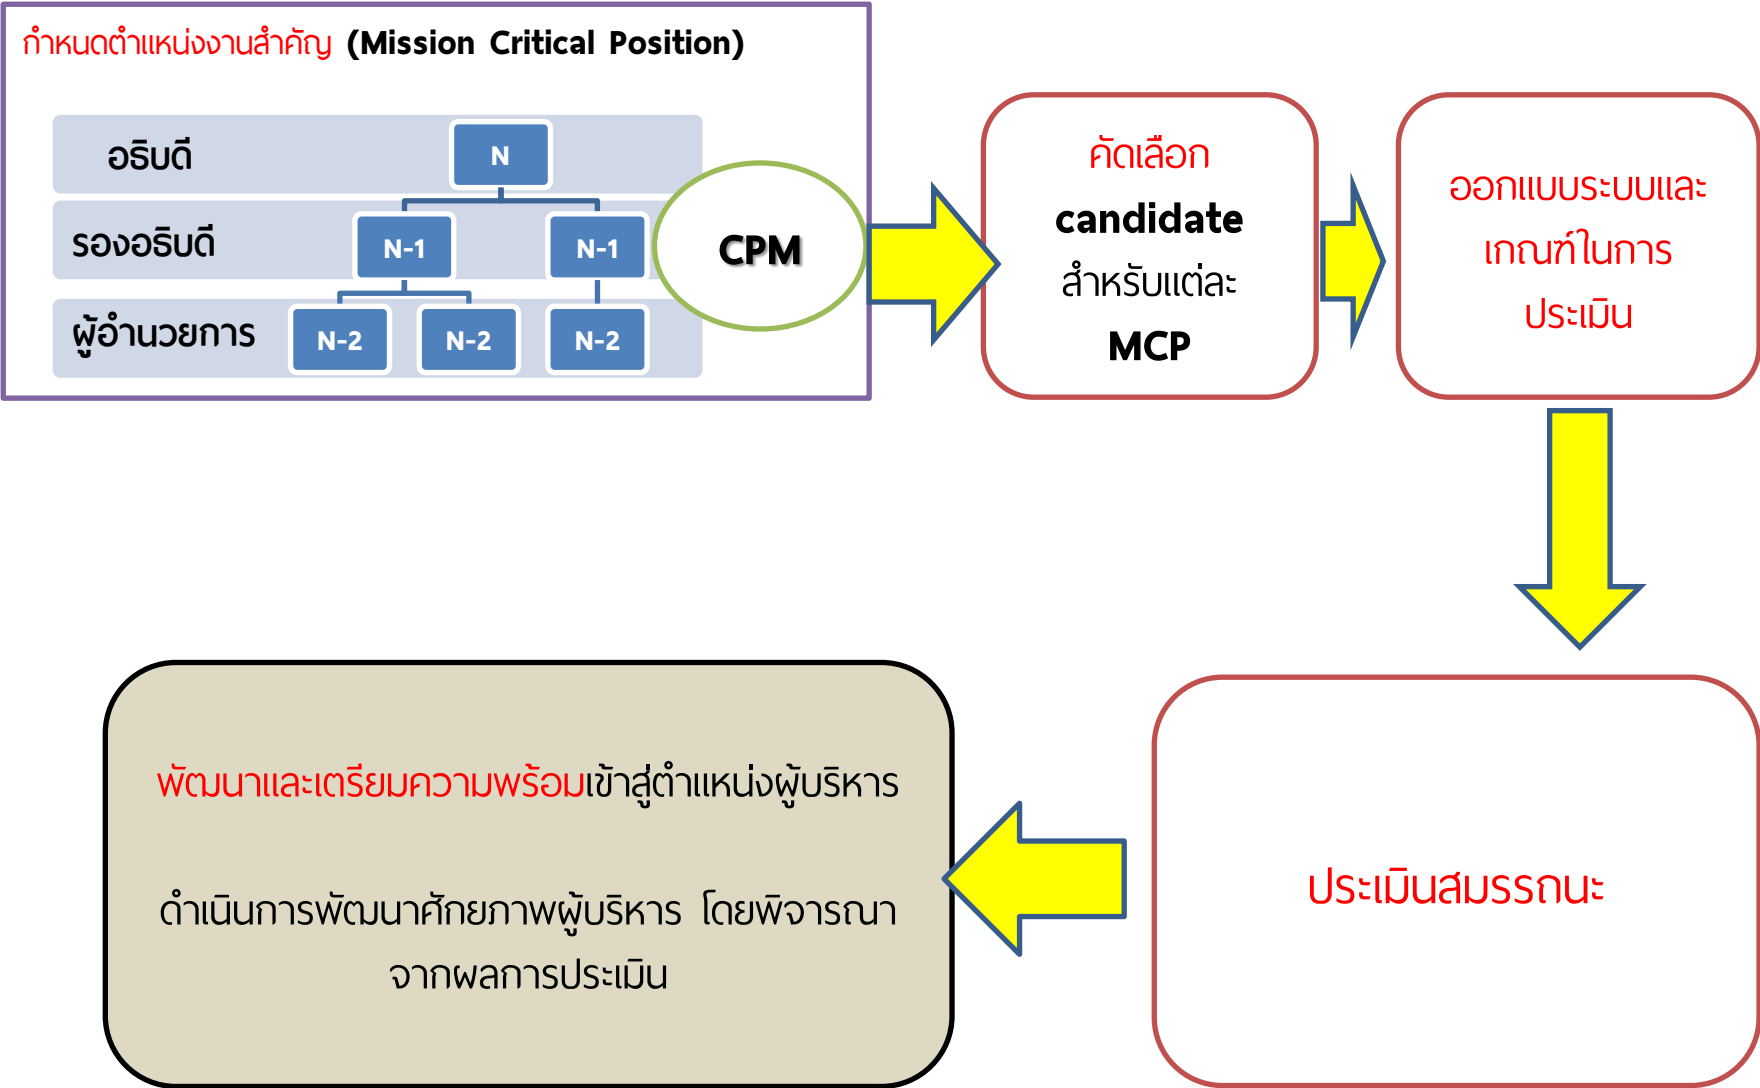 กำหนดตำแหน่งงานสำคัญ (Mission Critical Position)
อธิบดี
N
รองอธิบดี
N-1
N-1
ผู้อำนวยการ
N-2
N-2
N-2
CPM
คัดเลือก
candidate
สำหรับแต่ละ
MCP
ออกแบบระบบและ
เกณฑ์ในการ
ประเมิน
ประเมินสมรรถนะ
พัฒนาและเตรียมความพร้อมเข้าสู่ตำแหน่งผู้บริหาร
ดำเนินการพัฒนาศักยภาพผู้บริหาร โดยพิจารณา
จากผลการประเมิน